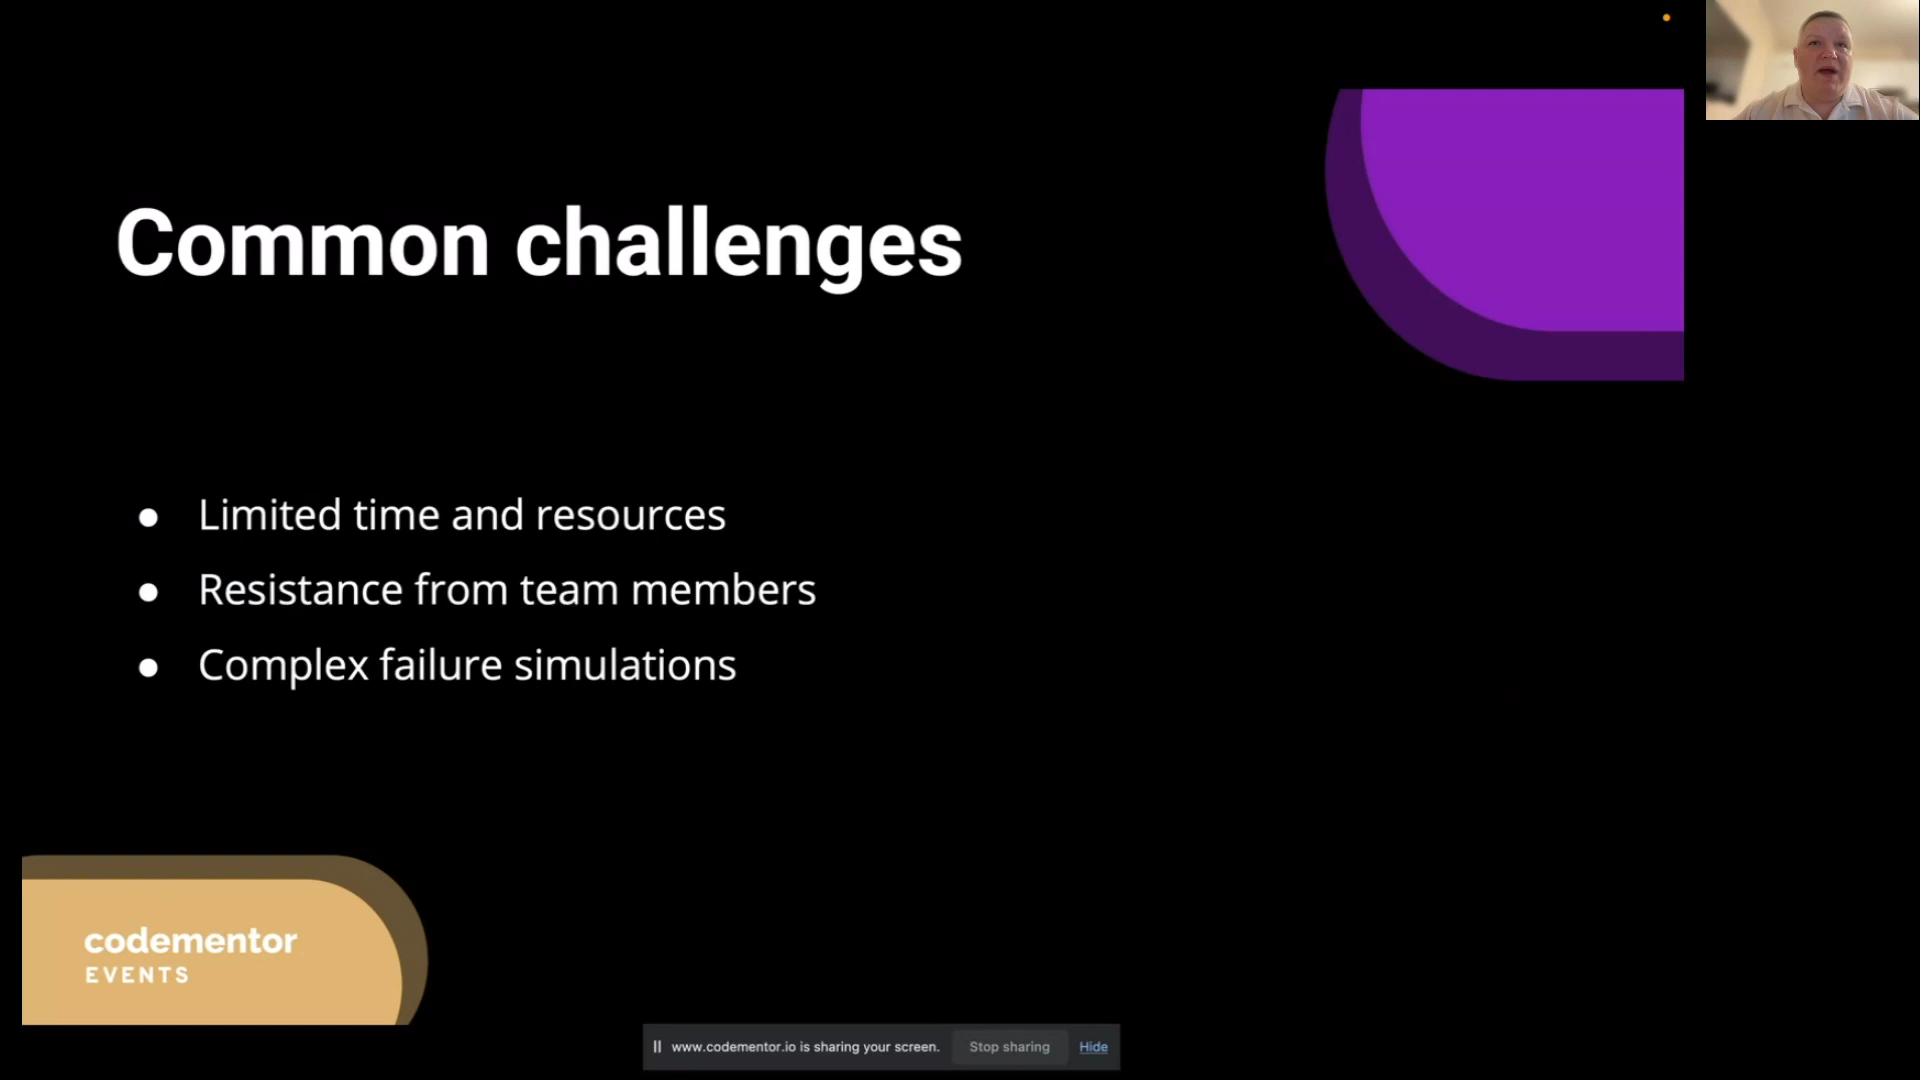 Common challenges
● Limited time and resources
● Resistance from team members
● Complex failure simulations
codementor
EVENTS
www.codementor.io is sharing your screen. Stop sharing Hide